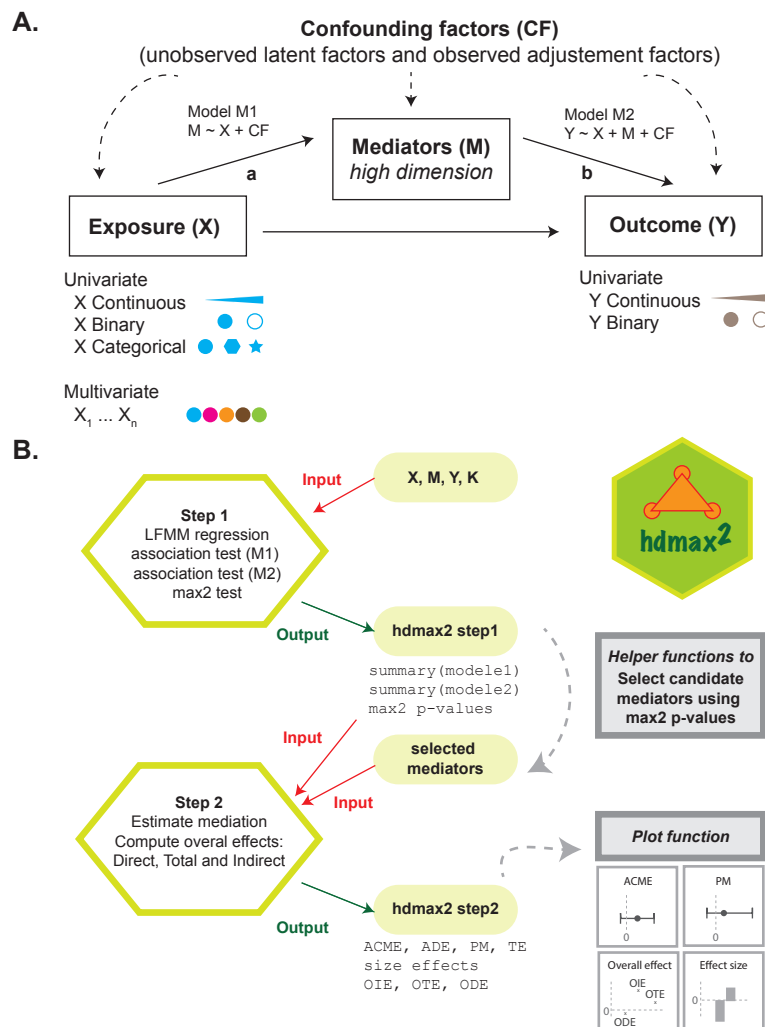 A.
Confounding factors (CF)
(unobserved latent factors and observed adjustement factors)
Model M1
M ~ X + CF
Model M2
Y ~ X + M + CF
Mediators (M)
high dimension
a
b
Exposure (X)
Outcome (Y)
Univariate
X Continuous
X Binary
X Categorical
Multivariate
X1 ... Xn
Univariate
Y Continuous
Y Binary
B.
Input
X, M, Y, K
Step 1
LFMM regression
association test (M1)
association test (M2)
max2 test
hdmax2
Output
hdmax2 step1
summary(modele1)
summary(modele2)
max2 p-values
Helper functions to
Select candidate
mediators using
max2 p-values
Input
selected
mediators
Input
Step 2
Estimate mediation
Compute overal effects:
Direct, Total and Indirect
Plot function
Output
hdmax2 step2
ACME, ADE, PM, TE
size effects
OIE, OTE, ODE
ACME
0
PM
0
Overall effect
OIE
OTE
0
ODE
Effect size
0